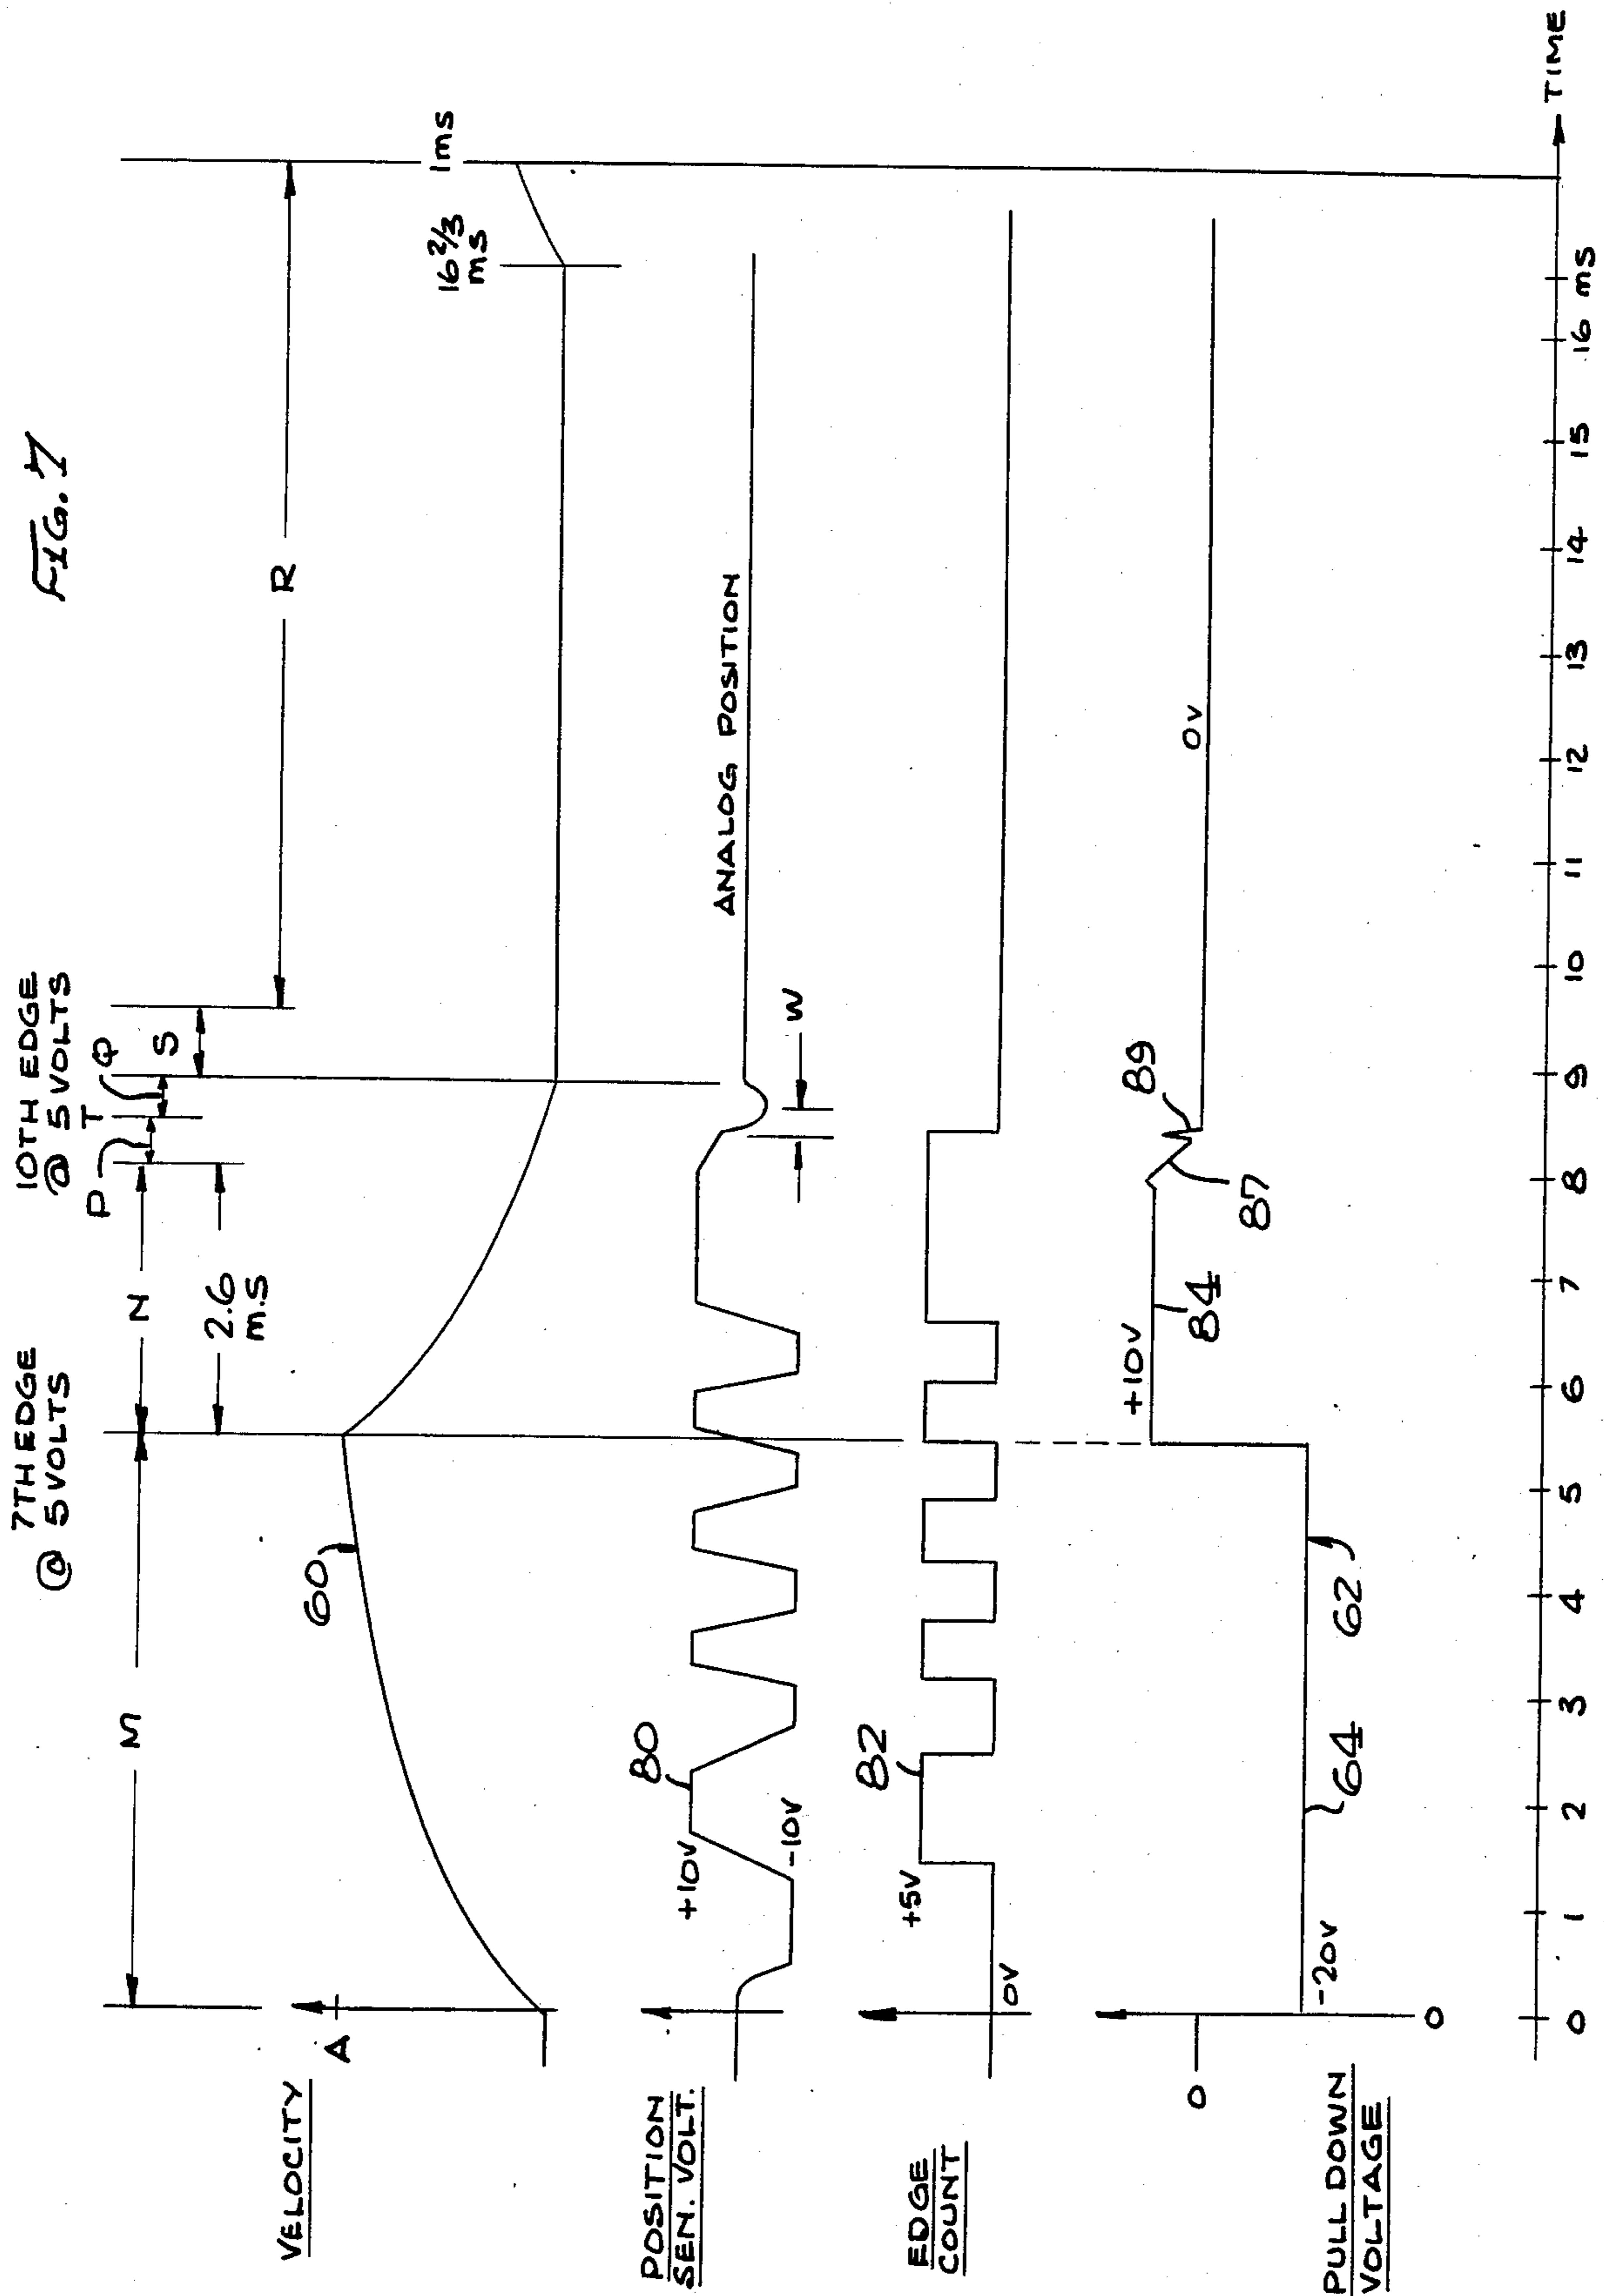 FIG. 7
7TH EDGE
@ 5 VOLTS
10TH EDGE
@ 5 VOLTS
M
N
P
T
Q
S
R
2.6
m.s
16 2/3
ms
1ms
VELOCITY
A
60
POSITION
SEN. VOLT.
+10V
-10V
80
ANALOG POSITION
W
EDGE
COUNT
+5V
0V
82
PULL DOWN
VOLTAGE
0
0
-20V
64
62
+10V
84
87
89
0V
0 1 2 3 4 5 6 7 8 9 10 11 12 13 14 15 16 ms
TIME